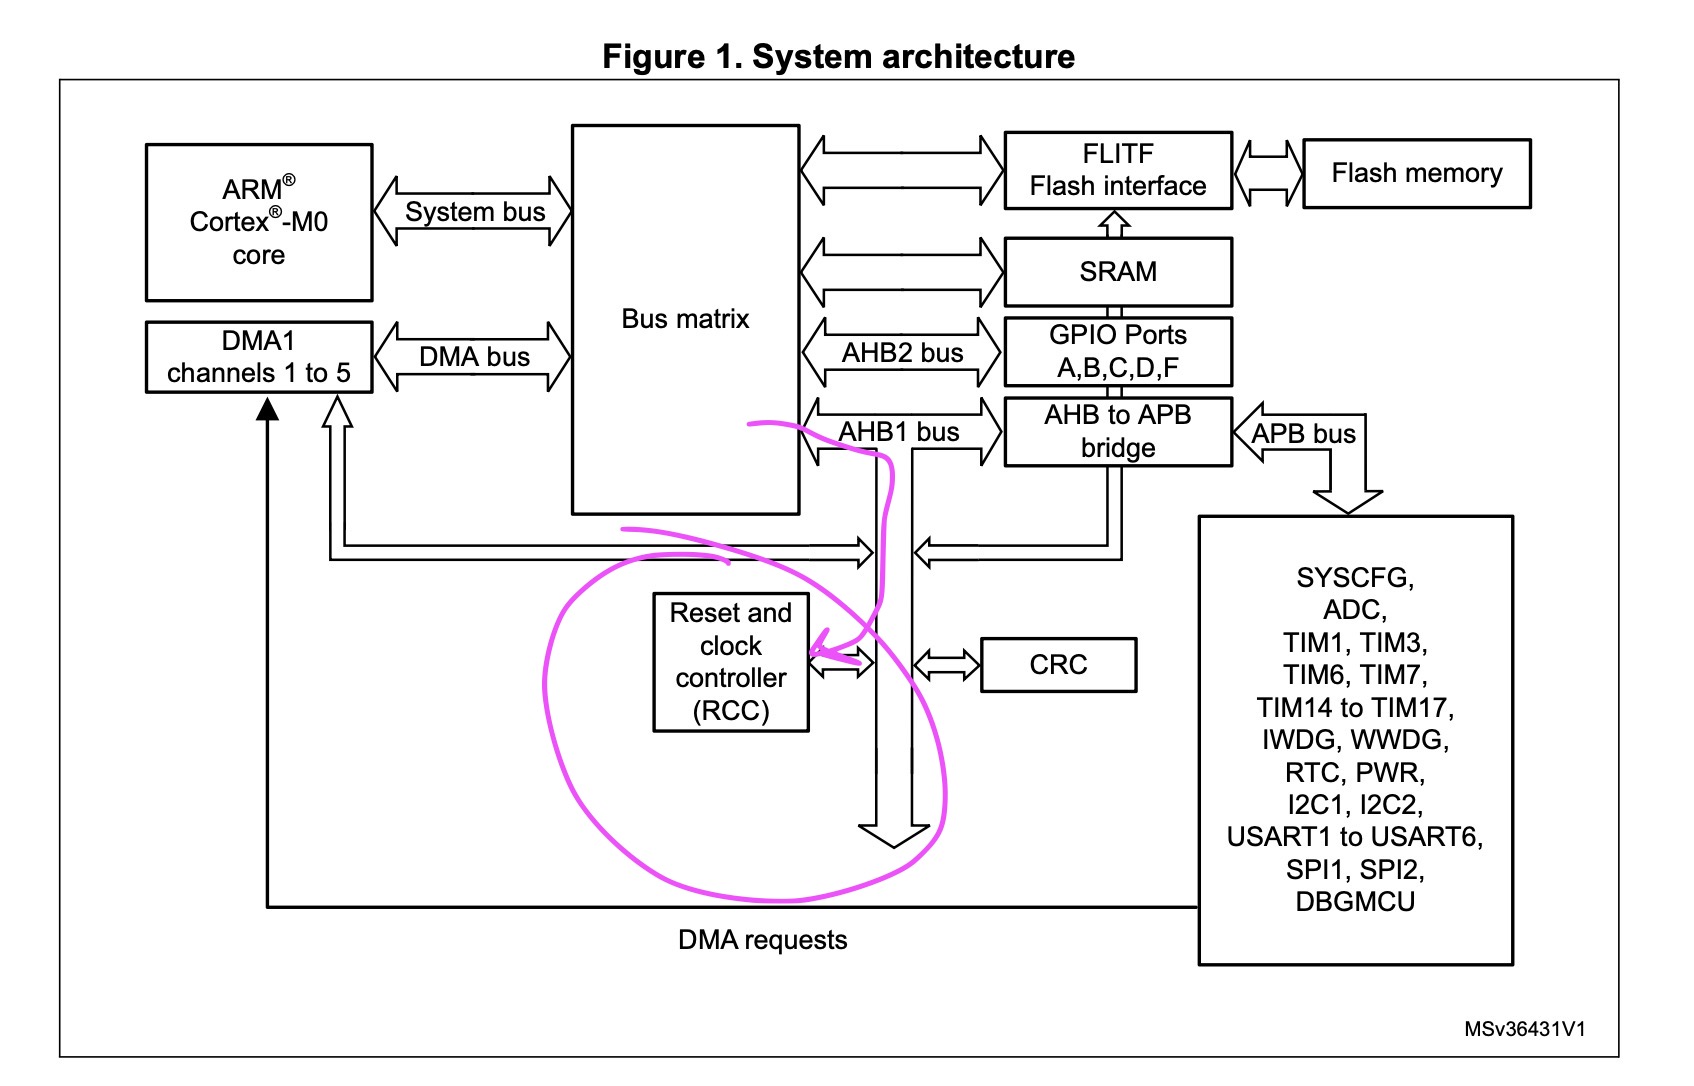 Figure 1. System architecture
ARM®
Cortex®-M0
core
System bus
DMA1
channels 1 to 5
DMA bus
Bus matrix
FLITF
Flash interface
Flash memory
SRAM
AHB2 bus
GPIO Ports
A,B,C,D,F
AHB1 bus
AHB to APB
bridge
APB bus
Reset and
clock
controller
(RCC)
CRC
SYSCFG,
ADC,
TIM1, TIM3,
TIM6, TIM7,
TIM14 to TIM17,
IWDG, WWDG,
RTC, PWR,
I2C1, I2C2,
USART1 to USART6,
SPI1, SPI2,
DBGMCU
DMA requests
MSv36431V1